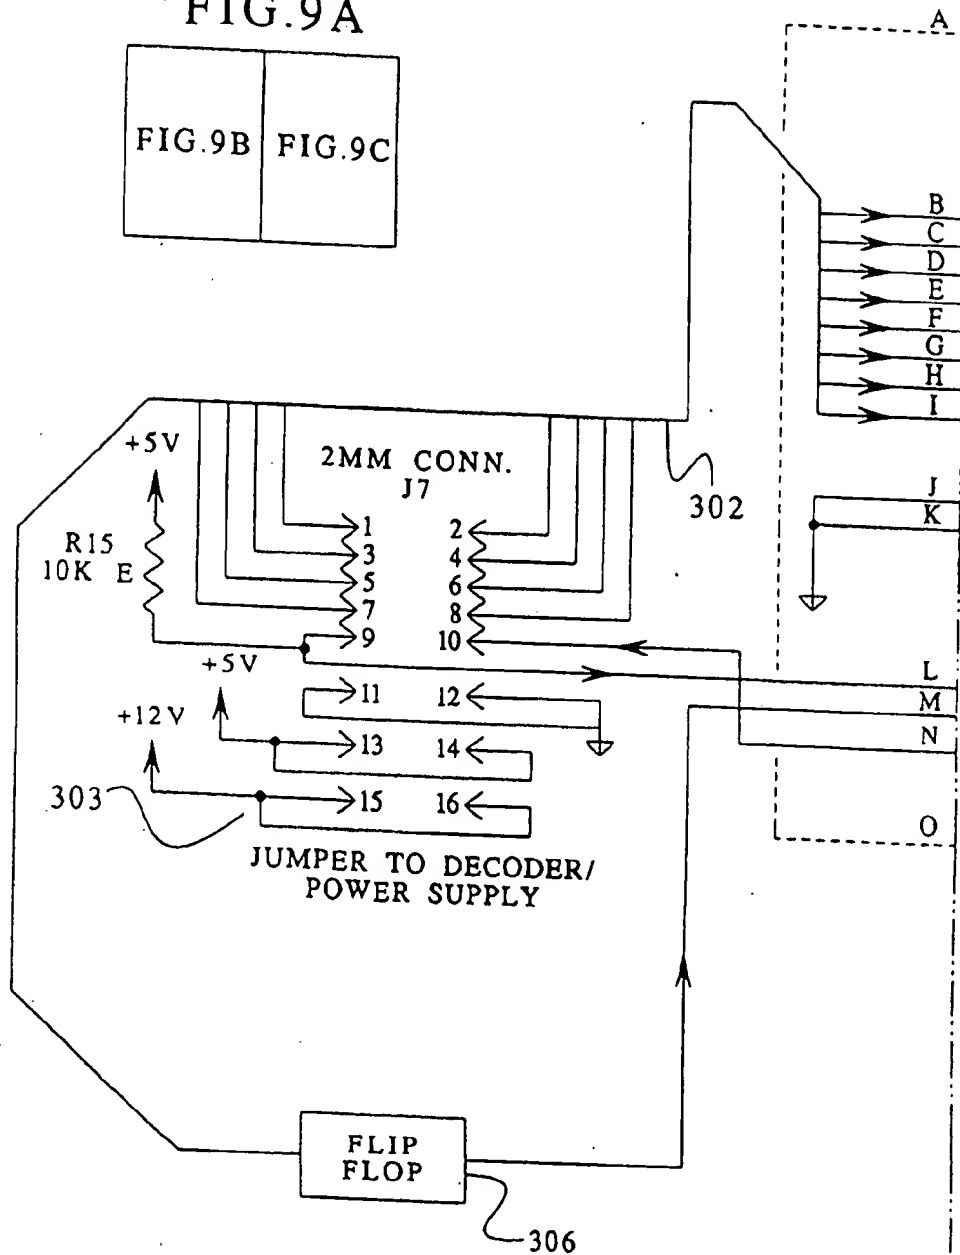 FIG.9A
A
FIG.9B FIG.9C
B
C
D
E
F
G
H
I
+5V
2MM CONN.
J7
302
J
K
R15
10K E
1 2
3 4
5 6
7 8
9 10
+5V
L
11 12
M
+12V
N
13 14
303
15 16
O
JUMPER TO DECODER/
POWER SUPPLY
FLIP
FLOP
306